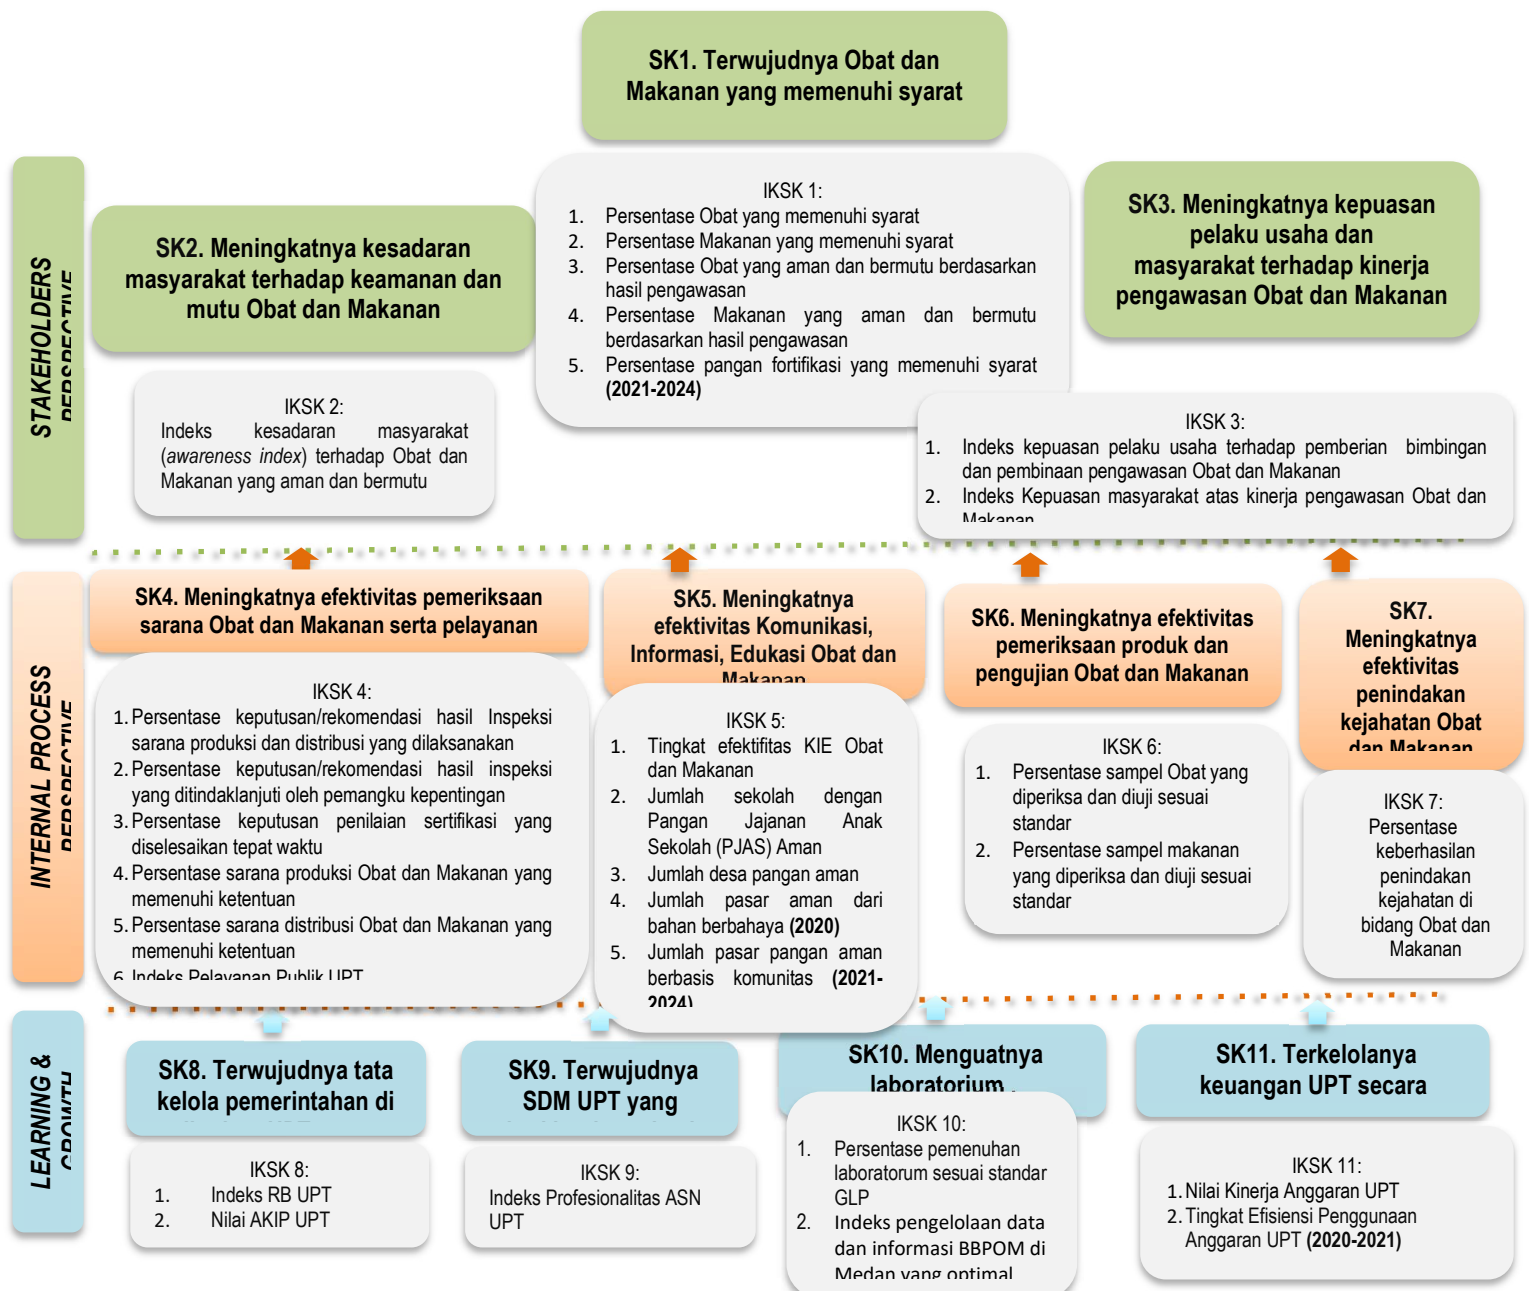 SK1. Terwujudnya Obat dan
Makanan yang memenuhi syarat
STAKEHOLDERS
PERSPECTIVE
SK2. Meningkatnya kesadaran
masyarakat terhadap keamanan dan
mutu Obat dan Makanan
IKSK 1:
1. Persentase Obat yang memenuhi syarat
2. Persentase Makanan yang memenuhi syarat
3. Persentase Obat yang aman dan bermutu berdasarkan
hasil pengawasan
4. Persentase Makanan yang aman dan bermutu
berdasarkan hasil pengawasan
5. Persentase pangan fortifikasi yang memenuhi syarat
(2021-2024)
SK3. Meningkatnya kepuasan
pelaku usaha dan
masyarakat terhadap kinerja
pengawasan Obat dan Makanan
IKSK 2:
Indeks kesadaran masyarakat
(awareness index) terhadap Obat dan
Makanan yang aman dan bermutu
IKSK 3:
1. Indeks kepuasan pelaku usaha terhadap pemberian bimbingan
dan pembinaan pengawasan Obat dan Makanan
2. Indeks Kepuasan masyarakat atas kinerja pengawasan Obat dan
Makanan
INTERNAL PROCESS
PERSPECTIVE
SK4. Meningkatnya efektivitas pemeriksaan
sarana Obat dan Makanan serta pelayanan
IKSK 4:
1. Persentase keputusan/rekomendasi hasil Inspeksi
sarana produksi dan distribusi yang dilaksanakan
2. Persentase keputusan/rekomendasi hasil inspeksi
yang ditindaklanjuti oleh pemangku kepentingan
3. Persentase keputusan penilaian sertifikasi yang
diselesaikan tepat waktu
4. Persentase sarana produksi Obat dan Makanan yang
memenuhi ketentuan
5. Persentase sarana distribusi Obat dan Makanan yang
memenuhi ketentuan
6. Indeks Pelayanan Publik UPT
SK5. Meningkatnya
efektivitas Komunikasi,
Informasi, Edukasi Obat dan
Makanan
IKSK 5:
1. Tingkat efektifitas KIE Obat
dan Makanan
2. Jumlah sekolah dengan
Pangan Jajanan Anak
Sekolah (PJAS) Aman
3. Jumlah desa pangan aman
4. Jumlah pasar aman dari
bahan berbahaya (2020)
5. Jumlah pasar pangan aman
berbasis komunitas (2021-
2024)
SK6. Meningkatnya efektivitas
pemeriksaan produk dan
pengujian Obat dan Makanan
IKSK 6:
1. Persentase sampel Obat yang
diperiksa dan diuji sesuai
standar
2. Persentase sampel makanan
yang diperiksa dan diuji sesuai
standar
SK7.
Meningkatnya
efektivitas
penindakan
kejahatan Obat
dan Makanan
IKSK 7:
Persentase
keberhasilan
penindakan
kejahatan di
bidang Obat dan
Makanan
LEARNING &
GROWTH
SK8. Terwujudnya tata
kelola pemerintahan di
IKSK 8:
1. Indeks RB UPT
2. Nilai AKIP UPT
SK9. Terwujudnya
SDM UPT yang
IKSK 9:
Indeks Profesionalitas ASN
UPT
SK10. Menguatnya
laboratorium
IKSK 10:
1. Persentase pemenuhan
laboratorum sesuai standar
GLP
2. Indeks pengelolaan data
dan informasi BBPOM di
Medan yang optimal
SK11. Terkelolanya
keuangan UPT secara
IKSK 11:
1. Nilai Kinerja Anggaran UPT
2. Tingkat Efisiensi Penggunaan
Anggaran UPT (2020-2021)